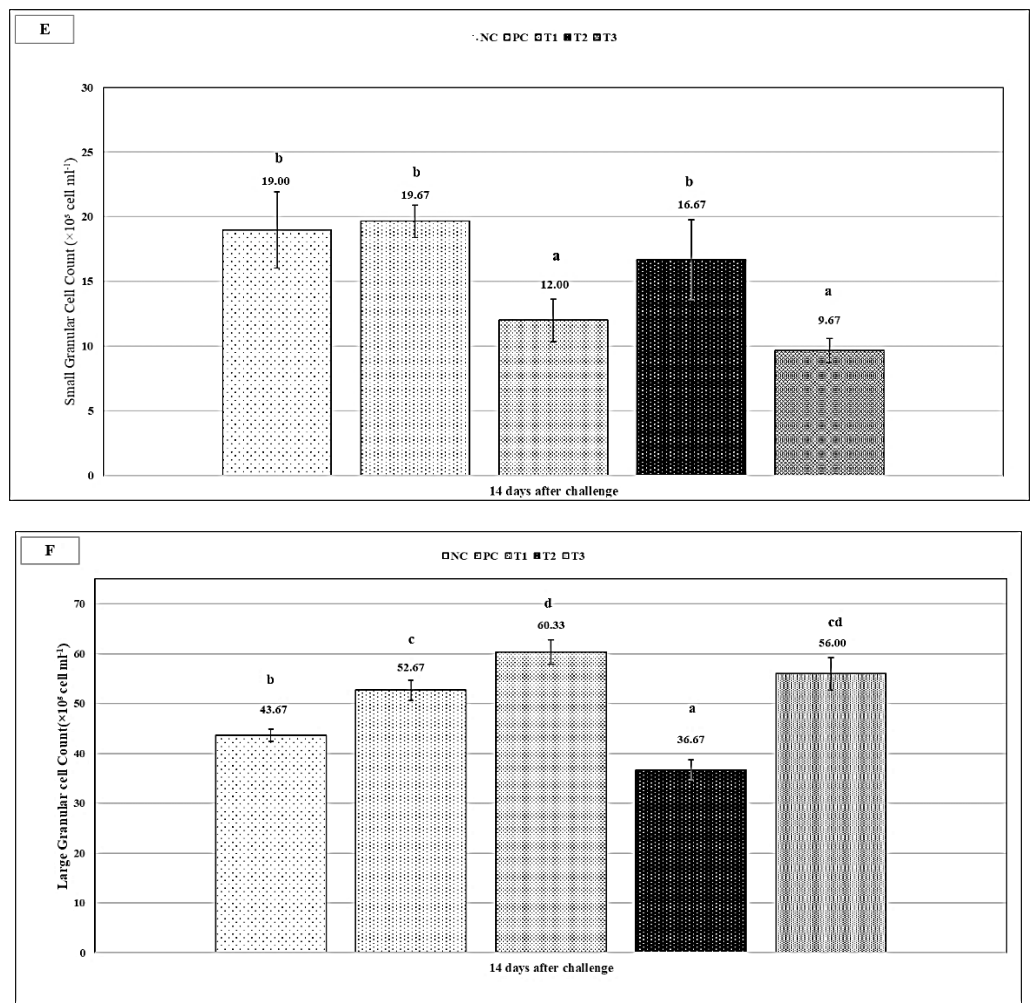 E
NC PC T1 T2 T3
30
25
20
15
10
5
0
Small Granular Cell Count (×10⁵ cell ml⁻¹)
b
19.00
b
19.67
a
12.00
b
16.67
a
9.67
14 days after challenge
F
NC PC T1 T2 T3
70
60
50
40
30
20
10
0
Large Granular cell Count(×10⁵ cell ml⁻¹)
b
43.67
c
52.67
d
60.33
a
36.67
cd
56.00
14 days after challenge